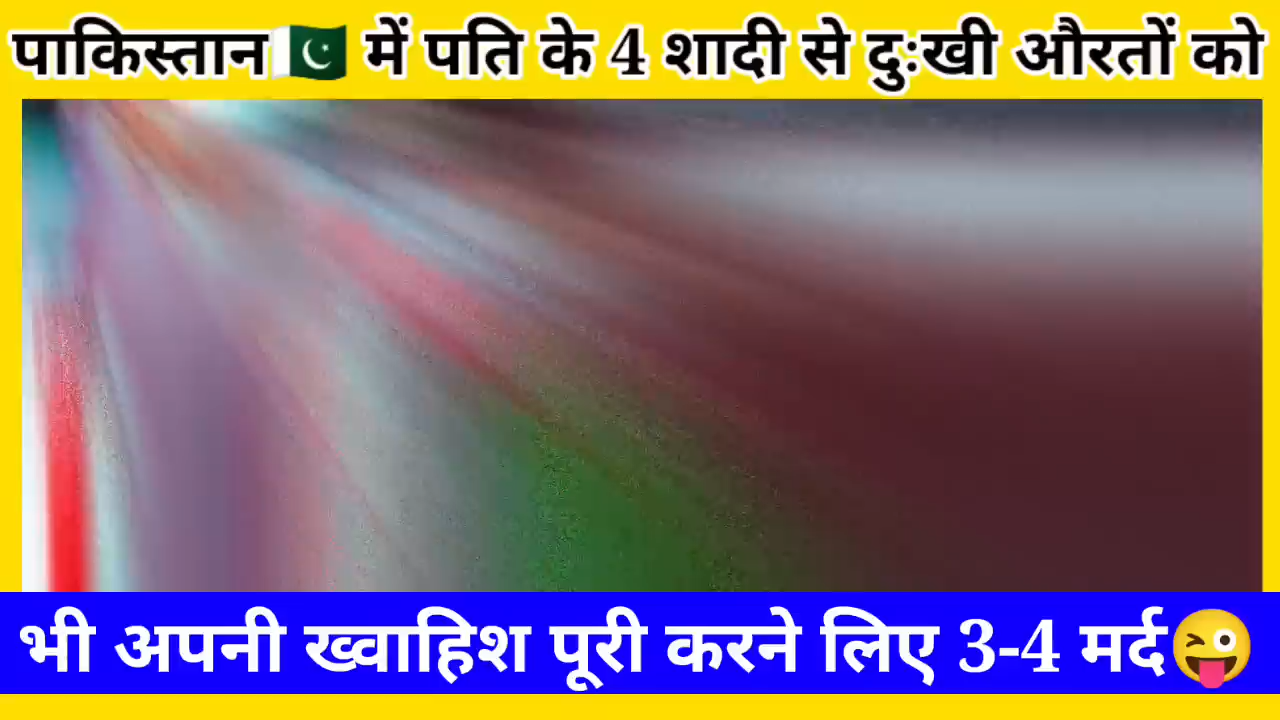 पाकिस्तान🇵🇰 में पति के 4 शादी से दुःखी औरतों को
भी अपनी ख्वाहिश पूरी करने लिए 3-4 मर्द😜